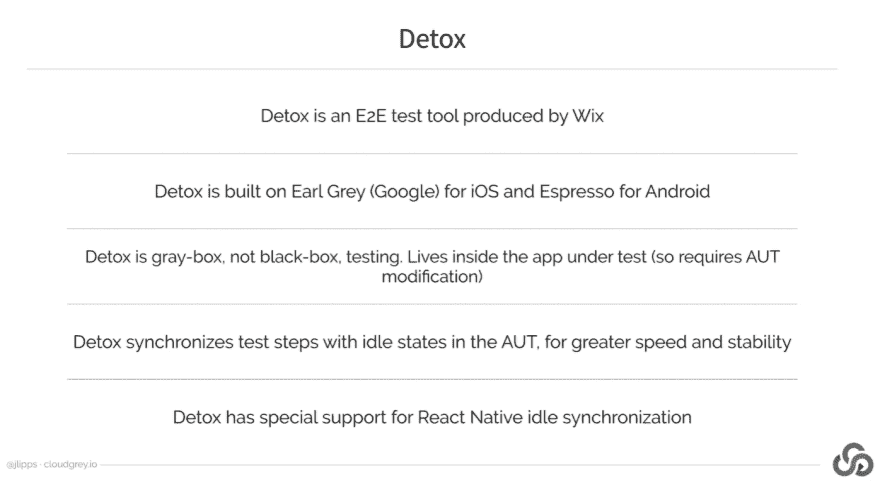 Detox
Detox is an E2E test tool produced by Wix
Detox is built on Earl Grey (Google) for iOS and Espresso for Android
Detox is gray-box, not black-box, testing. Lives inside the app under test (so requires AUT
modification)
Detox synchronizes test steps with idle states in the AUT, for greater speed and stability
Detox has special support for React Native idle synchronization
@jlipps · cloudgrey.io